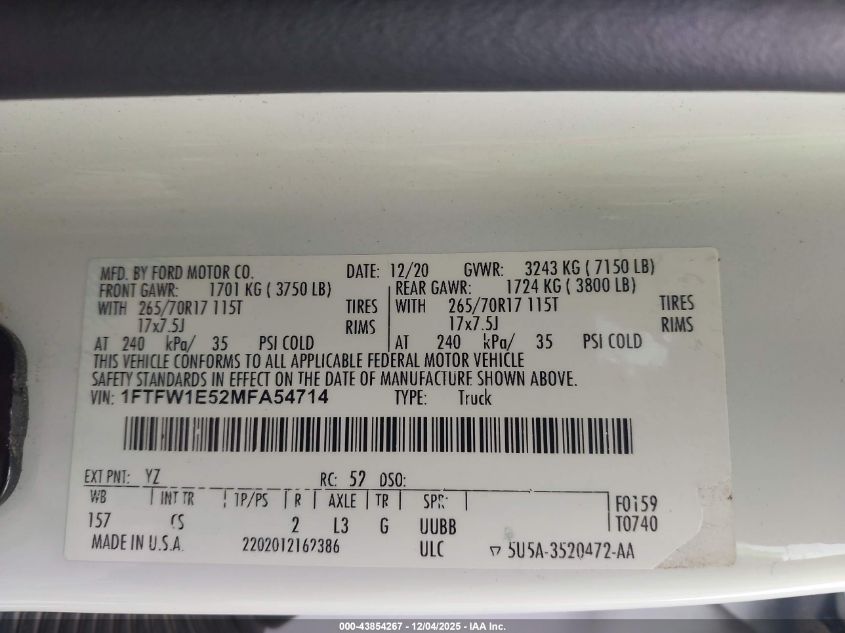 MFD. BY FORD MOTOR CO. DATE: 12/20 GVWR: 3243 KG ( 7150 LB)
FRONT GAWR: 1701 KG ( 3750 LB) REAR GAWR: 1724 KG ( 3800 LB)
WITH 265/70R17 115T TIRES WITH 265/70R17 115T TIRES
17x7.5J RIMS 17x7.5J RIMS
AT 240 kPa/ 35 PSI COLD AT 240 kPa/ 35 PSI COLD
THIS VEHICLE CONFORMS TO ALL APPLICABLE FEDERAL MOTOR VEHICLE
SAFETY STANDARDS IN EFFECT ON THE DATE OF MANUFACTURE SHOWN ABOVE.
VIN: 1FTFW1E52MFA54714 TYPE: Truck
EXT PNT: YZ RC: 52 DSO:
WB INT TR TP/PS R AXLE TR SPR F0159
157 2 L3 G UUBB T0740
MADE IN U.S.A. 2202012169386 ULC 5U5A-3520472-AA
000-43854267 - 12/04/2025 - IAA Inc.